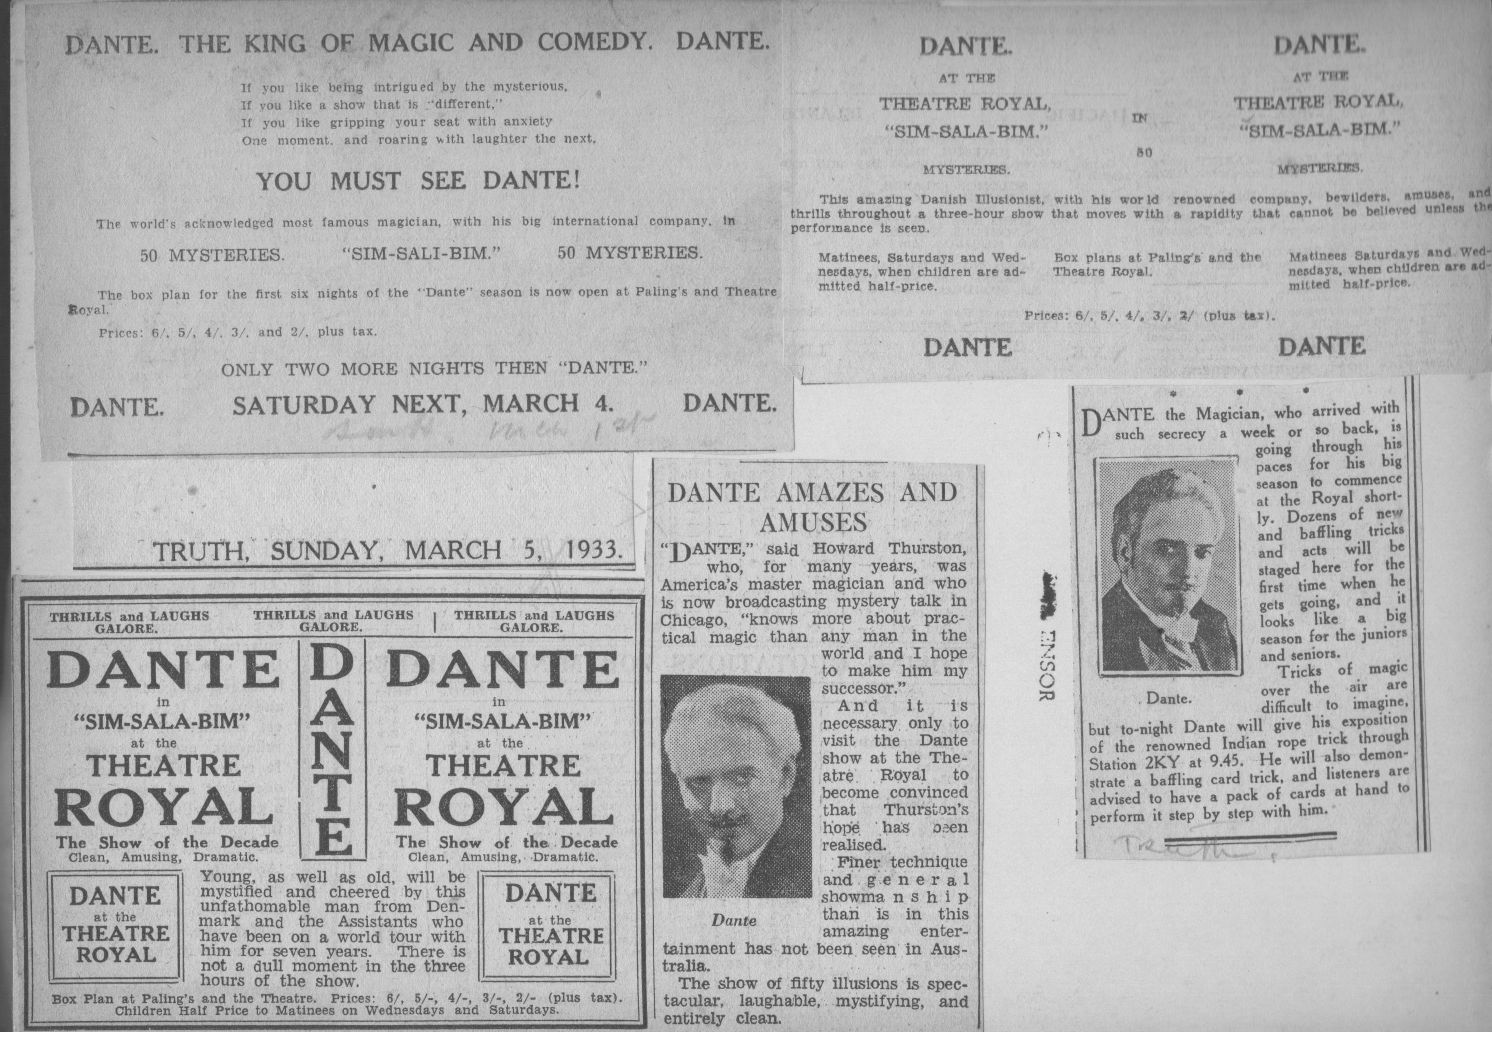 DANTE. THE KING OF MAGIC AND COMEDY. DANTE.
If you like being intrigued by the mysterious,
If you like a show that is "different,"
If you like gripping your seat with anxiety
One moment, and roaring with laughter the next,
YOU MUST SEE DANTE!
The world's acknowledged most famous magician, with his big international company, in
50 MYSTERIES. "SIM-SALI-BIM." 50 MYSTERIES.
The box plan for the first six nights of the "Dante" season is now open at Paling's and Theatre
Royal.
Prices: 6/, 5/, 4/, 3/, and 2/, plus tax.
ONLY TWO MORE NIGHTS THEN "DANTE."
DANTE. SATURDAY NEXT, MARCH 4. DANTE.
DANTE. DANTE.
AT THE AT THE
THEATRE ROYAL, THEATRE ROYAL,
IN
"SIM-SALA-BIM." "SIM-SALA-BIM."
50
MYSTERIES. MYSTERIES.
This amazing Danish Illusionist, with his world renowned company, bewilders, amuses, and
thrills throughout a three-hour show that moves with a rapidity that cannot be believed unless the
performance is seen.
Matinees, Saturdays and Wed-
nesdays, when children are ad-
mitted half-price.
Box plans at Paling's and the
Theatre Royal.
Matinees Saturdays and Wed-
nesdays, when children are ad-
mitted half-price.
Prices: 6/, 5/, 4/, 3/, 2/ (plus tax).
DANTE DANTE
TRUTH, SUNDAY, MARCH 5, 1933.
THRILLS and LAUGHS
GALORE.
THRILLS and LAUGHS
GALORE.
THRILLS and LAUGHS
GALORE.
DANTE
in
"SIM-SALA-BIM"
at the
THEATRE
ROYAL
The Show of the Decade
Clean, Amusing, Dramatic.
DANTE
DANTE
in
"SIM-SALA-BIM"
at the
THEATRE
ROYAL
The Show of the Decade
Clean, Amusing, Dramatic.
DANTE
at the
THEATRE
ROYAL
Young, as well as old, will be
mystified and cheered by this
unfathomable man from Den-
mark and the Assistants who
have been on a world tour with
him for seven years. There is
not a dull moment in the three
hours of the show.
DANTE
at the
THEATRE
ROYAL
Box Plan at Paling's and the Theatre. Prices: 6/, 5/-, 4/-, 3/-, 2/- (plus tax).
Children Half Price to Matinees on Wednesdays and Saturdays.
DANTE AMAZES AND
AMUSES
"DANTE," said Howard Thurston,
who, for many years, was
America's master magician and who
is now broadcasting mystery talk in
Chicago, "knows more about prac-
tical magic than any man in the
world and I hope
to make him my
successor."
And it is
necessary only to
visit the Dante
show at the The-
atre Royal to
become convinced
that Thurston's
hope has been
realised.
Finer technique
and general
showmanship
than is in this
amazing enter-
tainment has not been seen in Aus-
tralia.
The show of fifty illusions is spec-
tacular, laughable, mystifying, and
entirely clean.
Dante
ENSOR
DANTE the Magician, who arrived with
such secrecy a week or so back, is
going through his
paces for his big
season to commence
at the Royal short-
ly. Dozens of new
and baffling tricks
and acts will be
staged here for the
first time when he
gets going, and it
looks like a big
season for the juniors
and seniors.
Tricks of magic
over the air are
difficult to imagine,
but to-night Dante will give his exposition
of the renowned Indian rope trick through
Station 2KY at 9.45. He will also demon-
strate a baffling card trick, and listeners are
advised to have a pack of cards at hand to
perform it step by step with him.
Dante.
Truth.